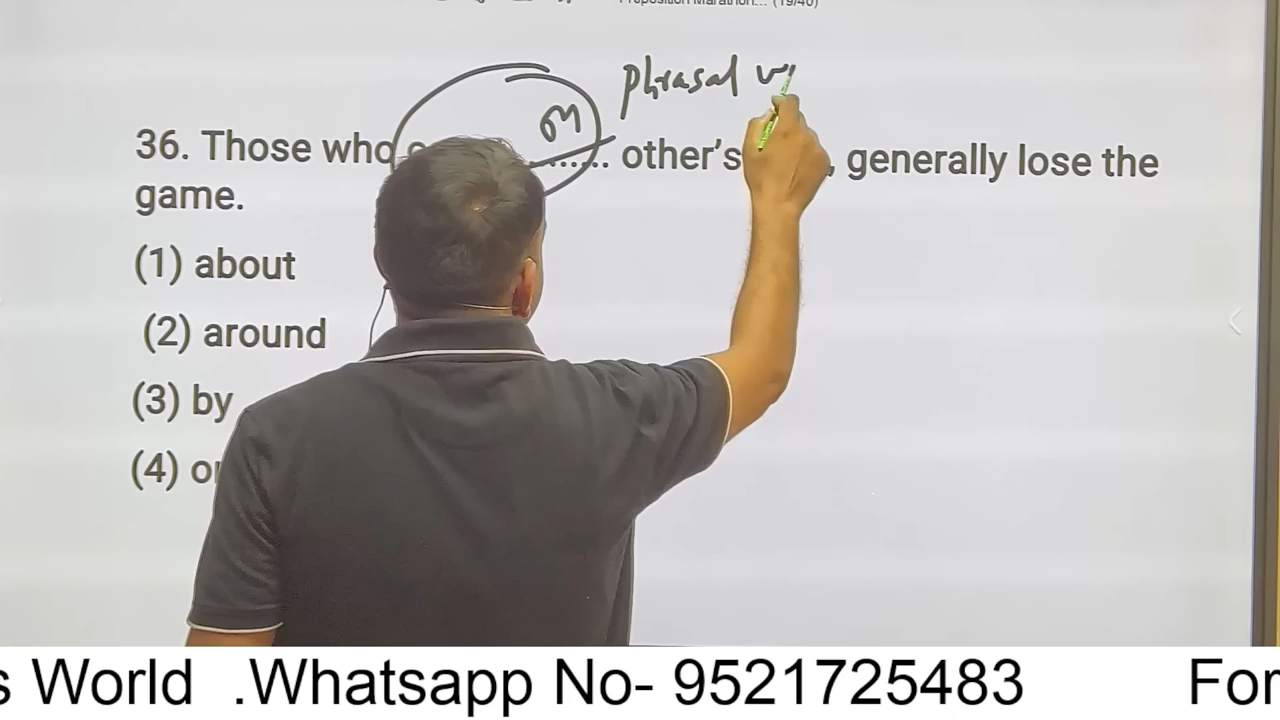 Preposition Marathon... (19/40)
phrasal v
on
36. Those who ......... other's , generally lose the
game.
(1) about
(2) around
(3) by
(4)
s World .Whatsapp No- 9521725483 For